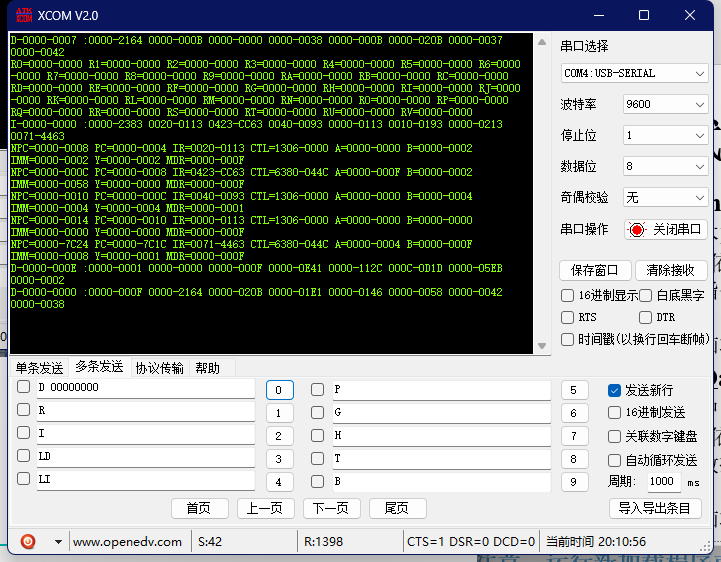 ATK XCOM XCOM V2.0
D-0000-0007 :0000-2164 0000-000B 0000-0000 0000-0038 0000-000B 0000-020B 0000-0037
0000-0042
R0=0000-0000 R1=0000-0000 R2=0000-0000 R3=0000-0000 R4=0000-0000 R5=0000-0000 R6=0000
-0000 R7=0000-0000 R8=0000-0000 R9=0000-0000 RA=0000-0000 RB=0000-0000 RC=0000-0000
RD=0000-0000 RE=0000-0000 RF=0000-0000 RG=0000-0000 RH=0000-0000 RI=0000-0000 RJ=0000
-0000 RK=0000-0000 RL=0000-0000 RM=0000-0000 RN=0000-0000 RO=0000-0000 RP=0000-0000
RQ=0000-0000 RR=0000-0000 RS=0000-0000 RT=0000-0000 RU=0000-0000 RV=0000-0000
I-0000-0000 :0000-2383 0020-0113 0423-CC63 0040-0093 0000-0113 0010-0193 0000-0213
0071-4463
NPC=0000-0008 PC=0000-0004 IR=0020-0113 CTL=1306-0000 A=0000-0000 B=0000-0002
IMM=0000-0002 Y=0000-0002 MDR=0000-000F
NPC=0000-000C PC=0000-0008 IR=0423-CC63 CTL=6380-044C A=0000-000F B=0000-0002
IMM=0000-0058 Y=0000-0000 MDR=0000-000F
NPC=0000-0010 PC=0000-000C IR=0040-0093 CTL=1306-0000 A=0000-0000 B=0000-0004
IMM=0000-0004 Y=0000-0004 MDR=0000-0001
NPC=0000-0014 PC=0000-0010 IR=0000-0113 CTL=1306-0000 A=0000-0000 B=0000-0000
IMM=0000-0000 Y=0000-0000 MDR=0000-000F
NPC=0000-7C24 PC=0000-7C1C IR=0071-4463 CTL=6380-044C A=0000-0004 B=0000-000F
IMM=0000-0008 Y=0000-0001 MDR=0000-000F
D-0000-000E :0000-0001 0000-0000 0000-000F 0000-0E41 0000-112C 000C-0D1D 0000-05EB
0000-0002
D-0000-0000 :0000-000F 0000-2164 0000-020B 0000-01E1 0000-0146 0000-0058 0000-0042
0000-0038
串口选择
COM4:USB-SERIAL
波特率 9600
停止位 1
数据位 8
奇偶校验 无
串口操作 关闭串口
保存窗口 清除接收
16进制显示 白底黑字
RTS DTR
时间戳(以换行回车断帧)
单条发送 多条发送 协议传输 帮助
D 00000000 0 P 5 发送新行
R 1 G 6 16进制发送
I 2 H 7 关联数字键盘
LD 3 T 8 自动循环发送
LI 4 B 9 周期: 1000 ms
首页 上一页 下一页 尾页 导入导出条目
www.openedv.com S:42 R:1398 CTS=1 DSR=0 DCD=0 当前时间 20:10:56